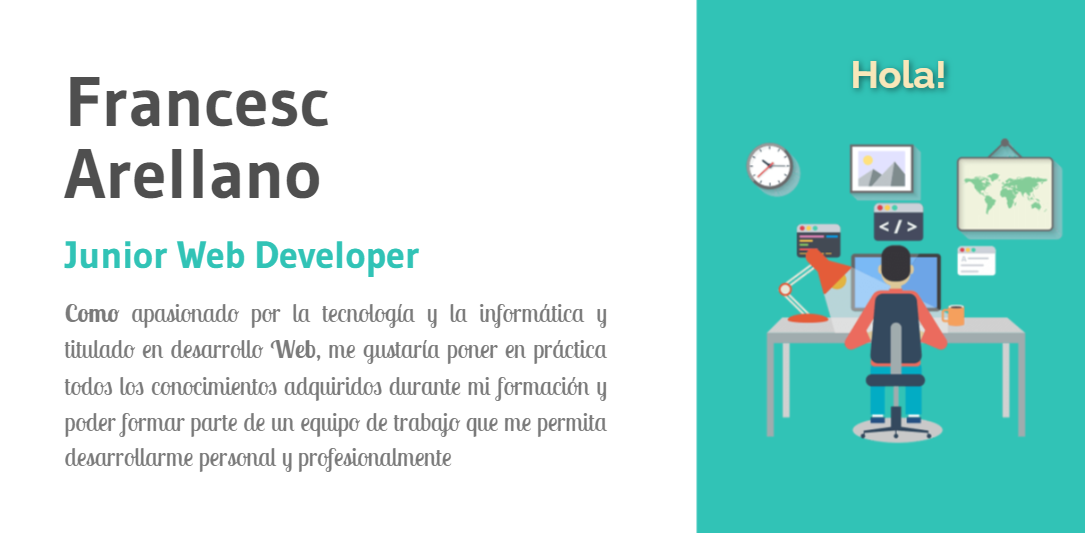 Francesc
Arellano
Junior Web Developer
Como apasionado por la tecnología y la informática y
titulado en desarrollo Web, me gustaría poner en práctica
todos los conocimientos adquiridos durante mi formación y
poder formar parte de un equipo de trabajo que me permita
desarrollarme personal y profesionalmente
Hola!
</>